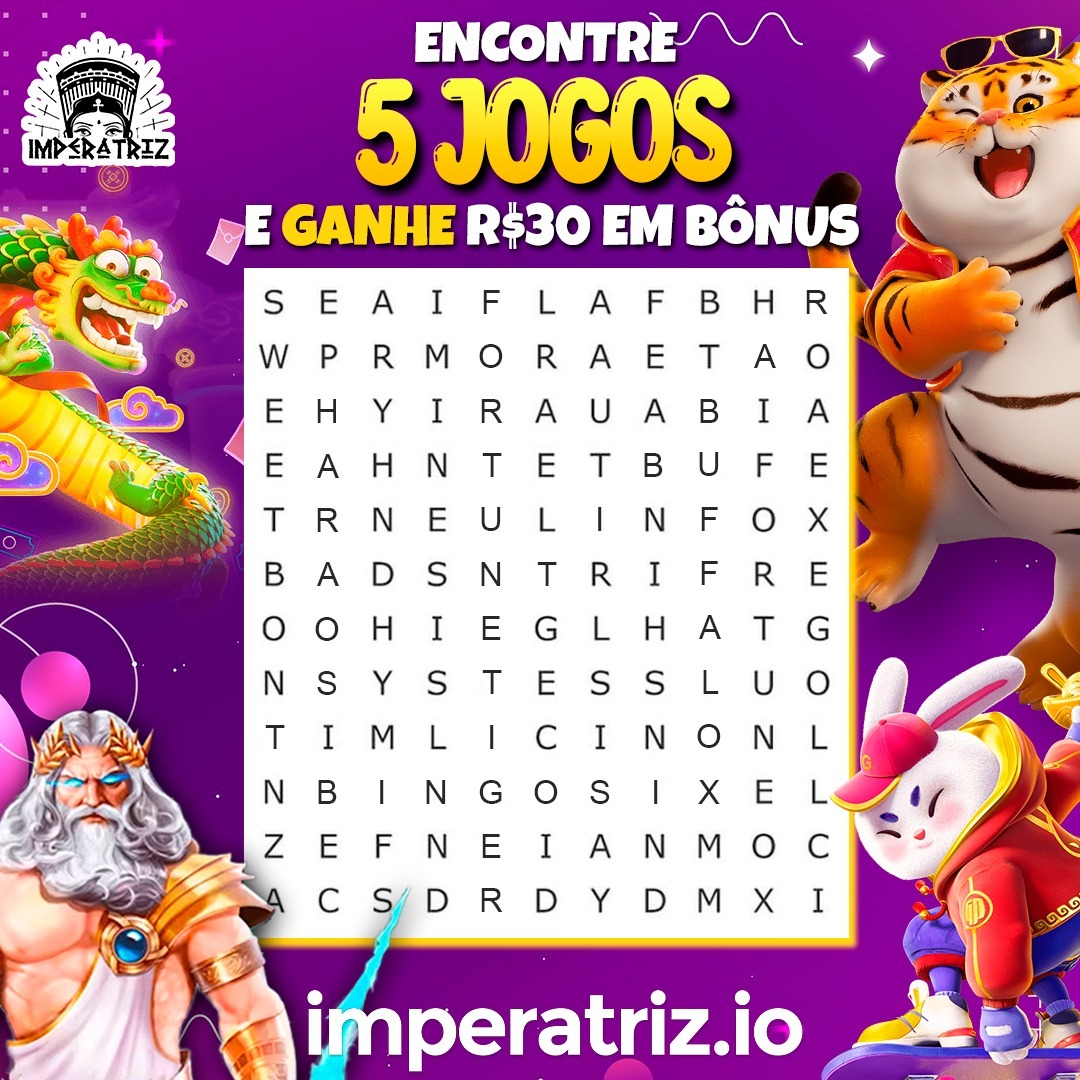 IMPERATRIZ
ENCONTRE
5 JOGOS
E GANHE R$30 EM BÔNUS
S E A I F L A F B H R
W P R M O R A E T A O
E H Y I R A U A B I A
E A H N T E T B U F E
T R N E U L I N F O X
B A D S N T R I F R E
O O H I E G L H A T G
N S Y S T E S S L U O
T I M L I C I N O N L
N B I N G O S I X E L
Z E F N E I A N M O C
A C S D R D Y D M X I
imperatriz.io
G